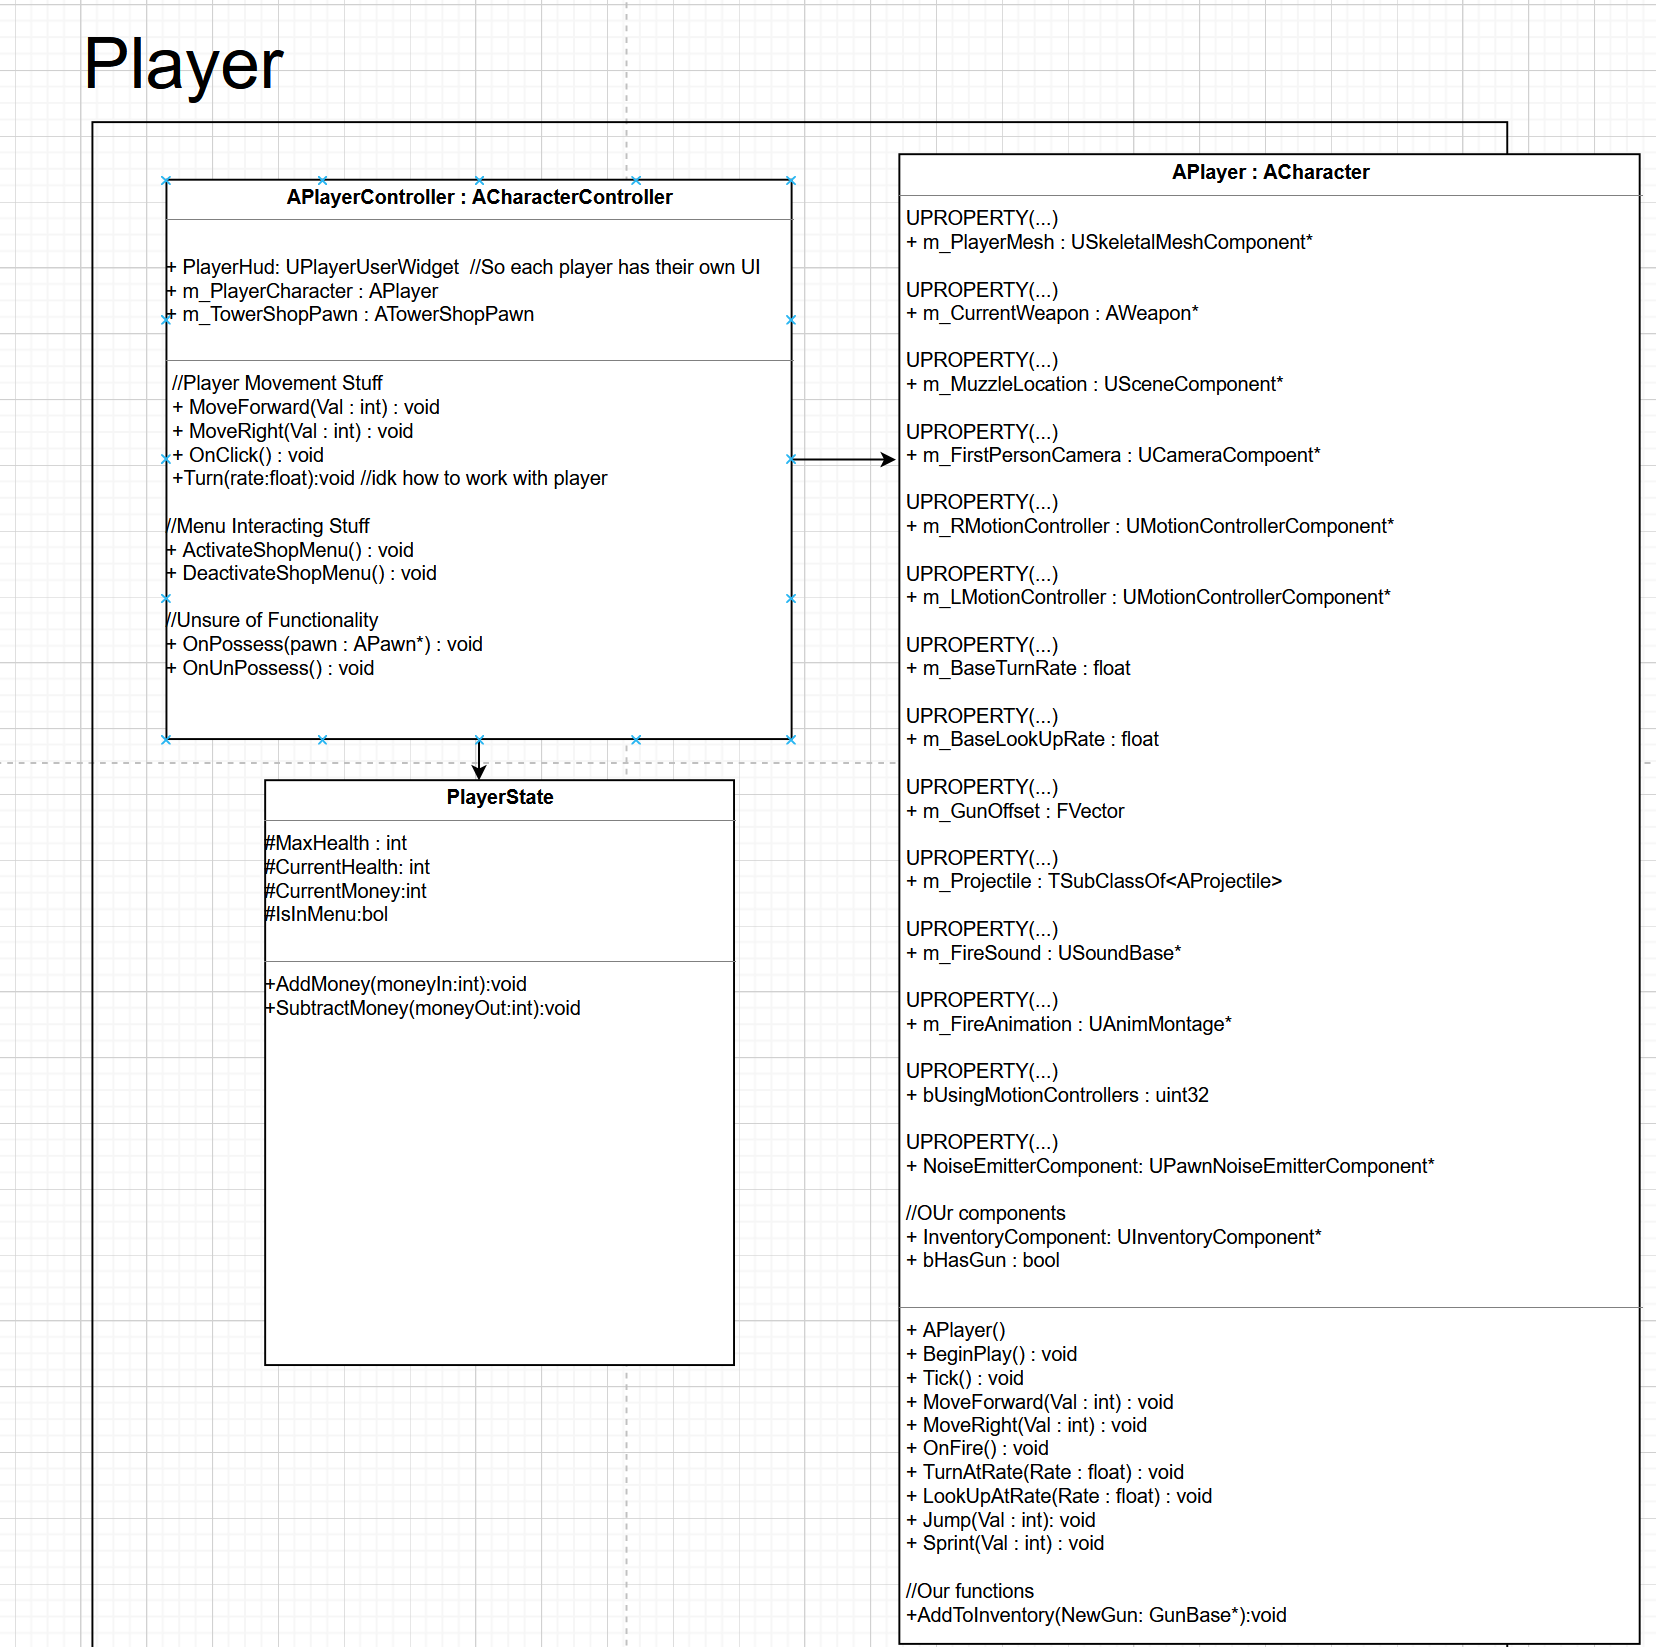 Player
APlayerController : ACharacterController
+ PlayerHud: UPlayerUserWidget  //So each player has their own UI
+ m_PlayerCharacter : APlayer
+ m_TowerShopPawn : ATowerShopPawn
//Player Movement Stuff
+ MoveForward(Val : int) : void
+ MoveRight(Val : int) : void
+ OnClick() : void
+Turn(rate:float):void //idk how to work with player
//Menu Interacting Stuff
+ ActivateShopMenu() : void
+ DeactivateShopMenu() : void
//Unsure of Functionality
+ OnPossess(pawn : APawn*) : void
+ OnUnPossess() : void
PlayerState
#MaxHealth : int
#CurrentHealth: int
#CurrentMoney:int
#IsInMenu:bol
+AddMoney(moneyIn:int):void
+SubtractMoney(moneyOut:int):void
APlayer : ACharacter
UPROPERTY(...)
+ m_PlayerMesh : USkeletalMeshComponent*
UPROPERTY(...)
+ m_CurrentWeapon : AWeapon*
UPROPERTY(...)
+ m_MuzzleLocation : USceneComponent*
UPROPERTY(...)
+ m_FirstPersonCamera : UCameraCompoent*
UPROPERTY(...)
+ m_RMotionController : UMotionControllerComponent*
UPROPERTY(...)
+ m_LMotionController : UMotionControllerComponent*
UPROPERTY(...)
+ m_BaseTurnRate : float
UPROPERTY(...)
+ m_BaseLookUpRate : float
UPROPERTY(...)
+ m_GunOffset : FVector
UPROPERTY(...)
+ m_Projectile : TSubClassOf<AProjectile>
UPROPERTY(...)
+ m_FireSound : USoundBase*
UPROPERTY(...)
+ m_FireAnimation : UAnimMontage*
UPROPERTY(...)
+ bUsingMotionControllers : uint32
UPROPERTY(...)
+ NoiseEmitterComponent: UPawnNoiseEmitterComponent*
//OUr components
+ InventoryComponent: UInventoryComponent*
+ bHasGun : bool
+ APlayer()
+ BeginPlay() : void
+ Tick() : void
+ MoveForward(Val : int) : void
+ MoveRight(Val : int) : void
+ OnFire() : void
+ TurnAtRate(Rate : float) : void
+ LookUpAtRate(Rate : float) : void
+ Jump(Val : int): void
+ Sprint(Val : int) : void
//Our functions
+AddToInventory(NewGun: GunBase*):void